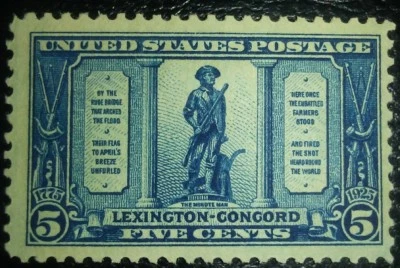 UNITED STATES POSTAGE
BY THE
RUDE BRIDGE
THAT ARCHED
THE FLOOD
THEIR FLAG
TO APRIL'S
BREEZE
UNFURLED
HERE ONCE
THE EMBATTLED
FARMERS
STOOD
AND FIRED
THE SHOT
HEARD ROUND
THE WORLD
1775
1925
THE MINUTE MAN
5
LEXINGTON-CONCORD
5
FIVE CENTS